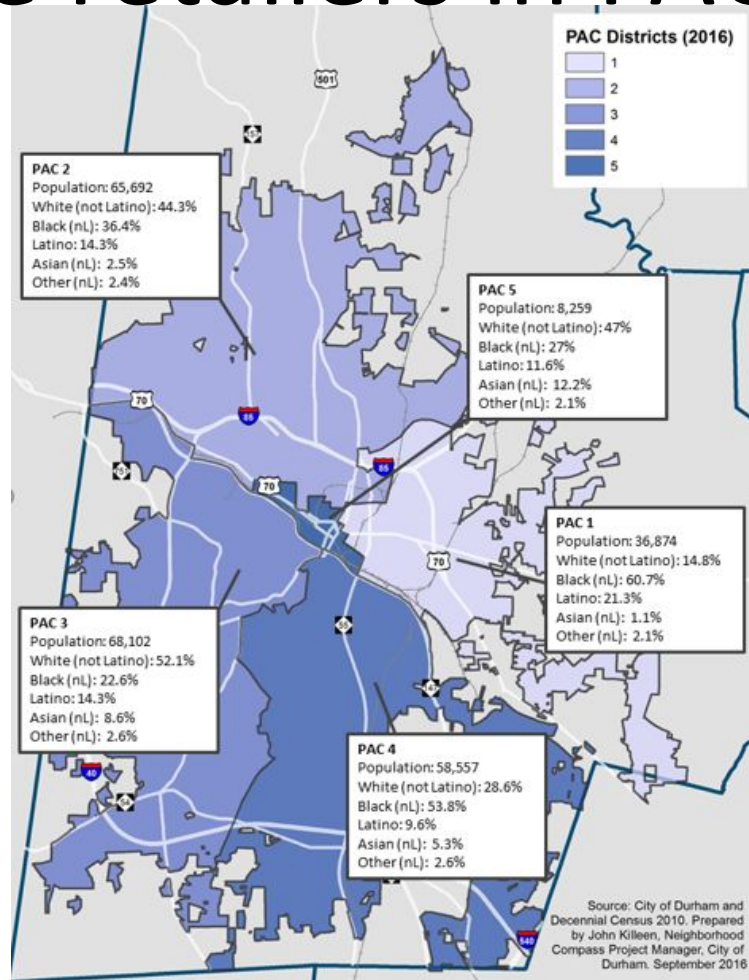 PAC Districts (2016)
1
2
3
4
5
501
PAC 2
Population: 65,692
White (not Latino): 44.3%
Black (nL): 36.4%
Latino: 14.3%
Asian (nL): 2.5%
Other (nL): 2.4%
PAC 5
Population: 8,259
White (not Latino): 47%
Black (nL): 27%
Latino: 11.6%
Asian (nL): 12.2%
Other (nL): 2.1%
70
85
85
70
70
PAC 1
Population: 36,874
White (not Latino): 14.8%
Black (nL): 60.7%
Latino: 21.3%
Asian (nL): 1.1%
Other (nL): 2.1%
PAC 3
Population: 68,102
White (not Latino): 52.1%
Black (nL): 22.6%
Latino: 14.3%
Asian (nL): 8.6%
Other (nL): 2.6%
55
147
PAC 4
Population: 58,557
White (not Latino): 28.6%
Black (nL): 53.8%
Latino: 9.6%
Asian (nL): 5.3%
Other (nL): 2.6%
40
54
540
Source: City of Durham and
Decennial Census 2010. Prepared
by John Killeen, Neighborhood
Compass Project Manager, City of
Durham. September 2016